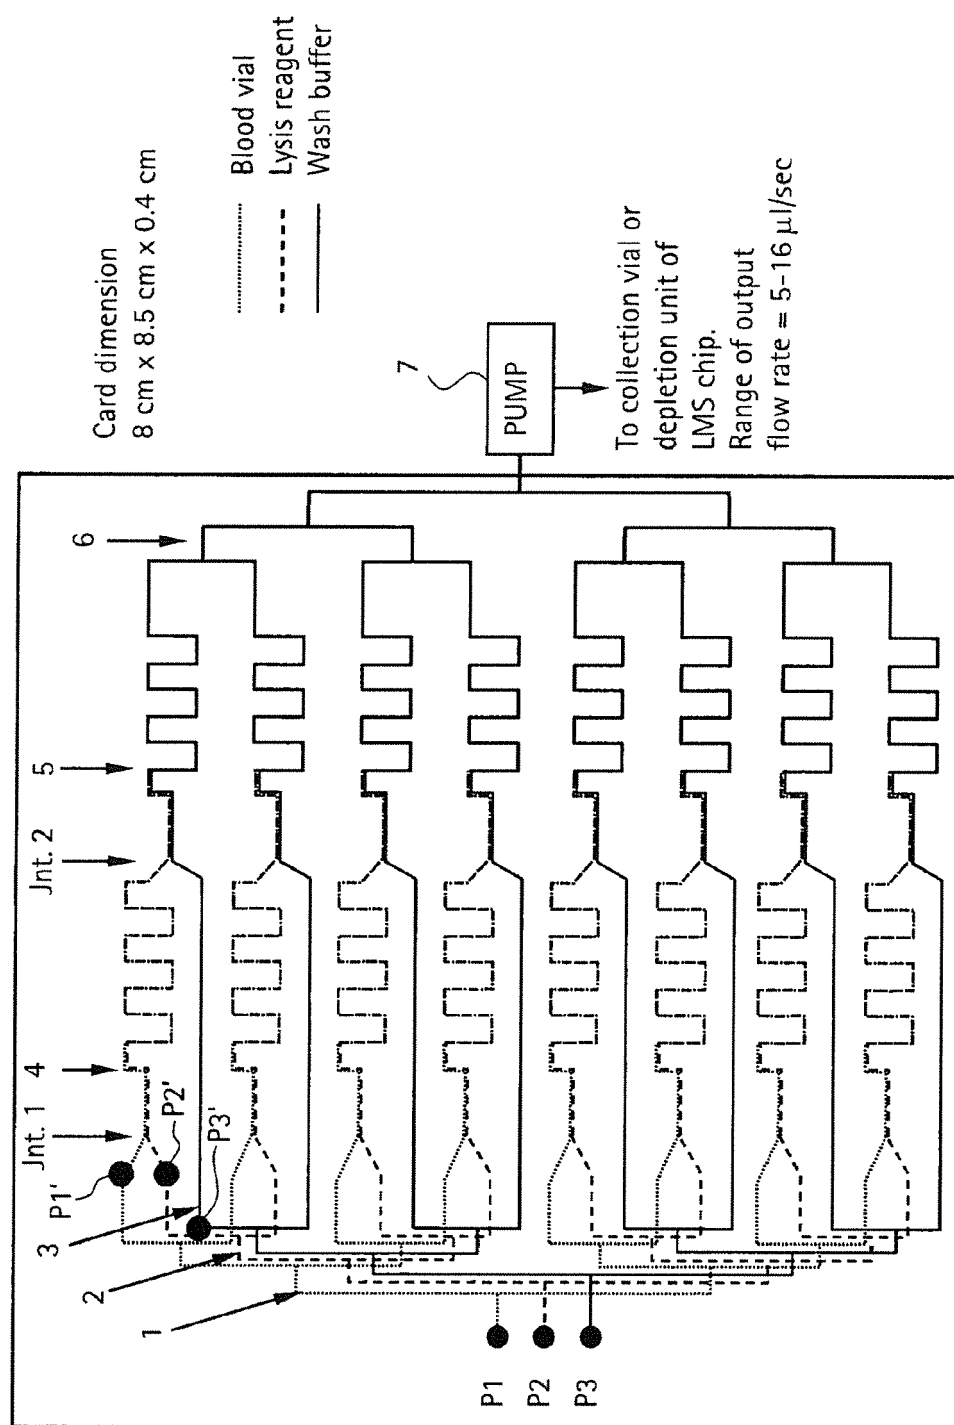 Card dimension
8 cm x 8.5 cm x 0.4 cm
Blood vial
Lysis reagent
Wash buffer
7
PUMP
To collection vial or
depletion unit of
LMS chip.
Range of output
flow rate = 5-16 µl/sec
6
5
Jnt. 2
4
Jnt. 1
P1'
P2'
P3'
3
2
1
P1
P2
P3